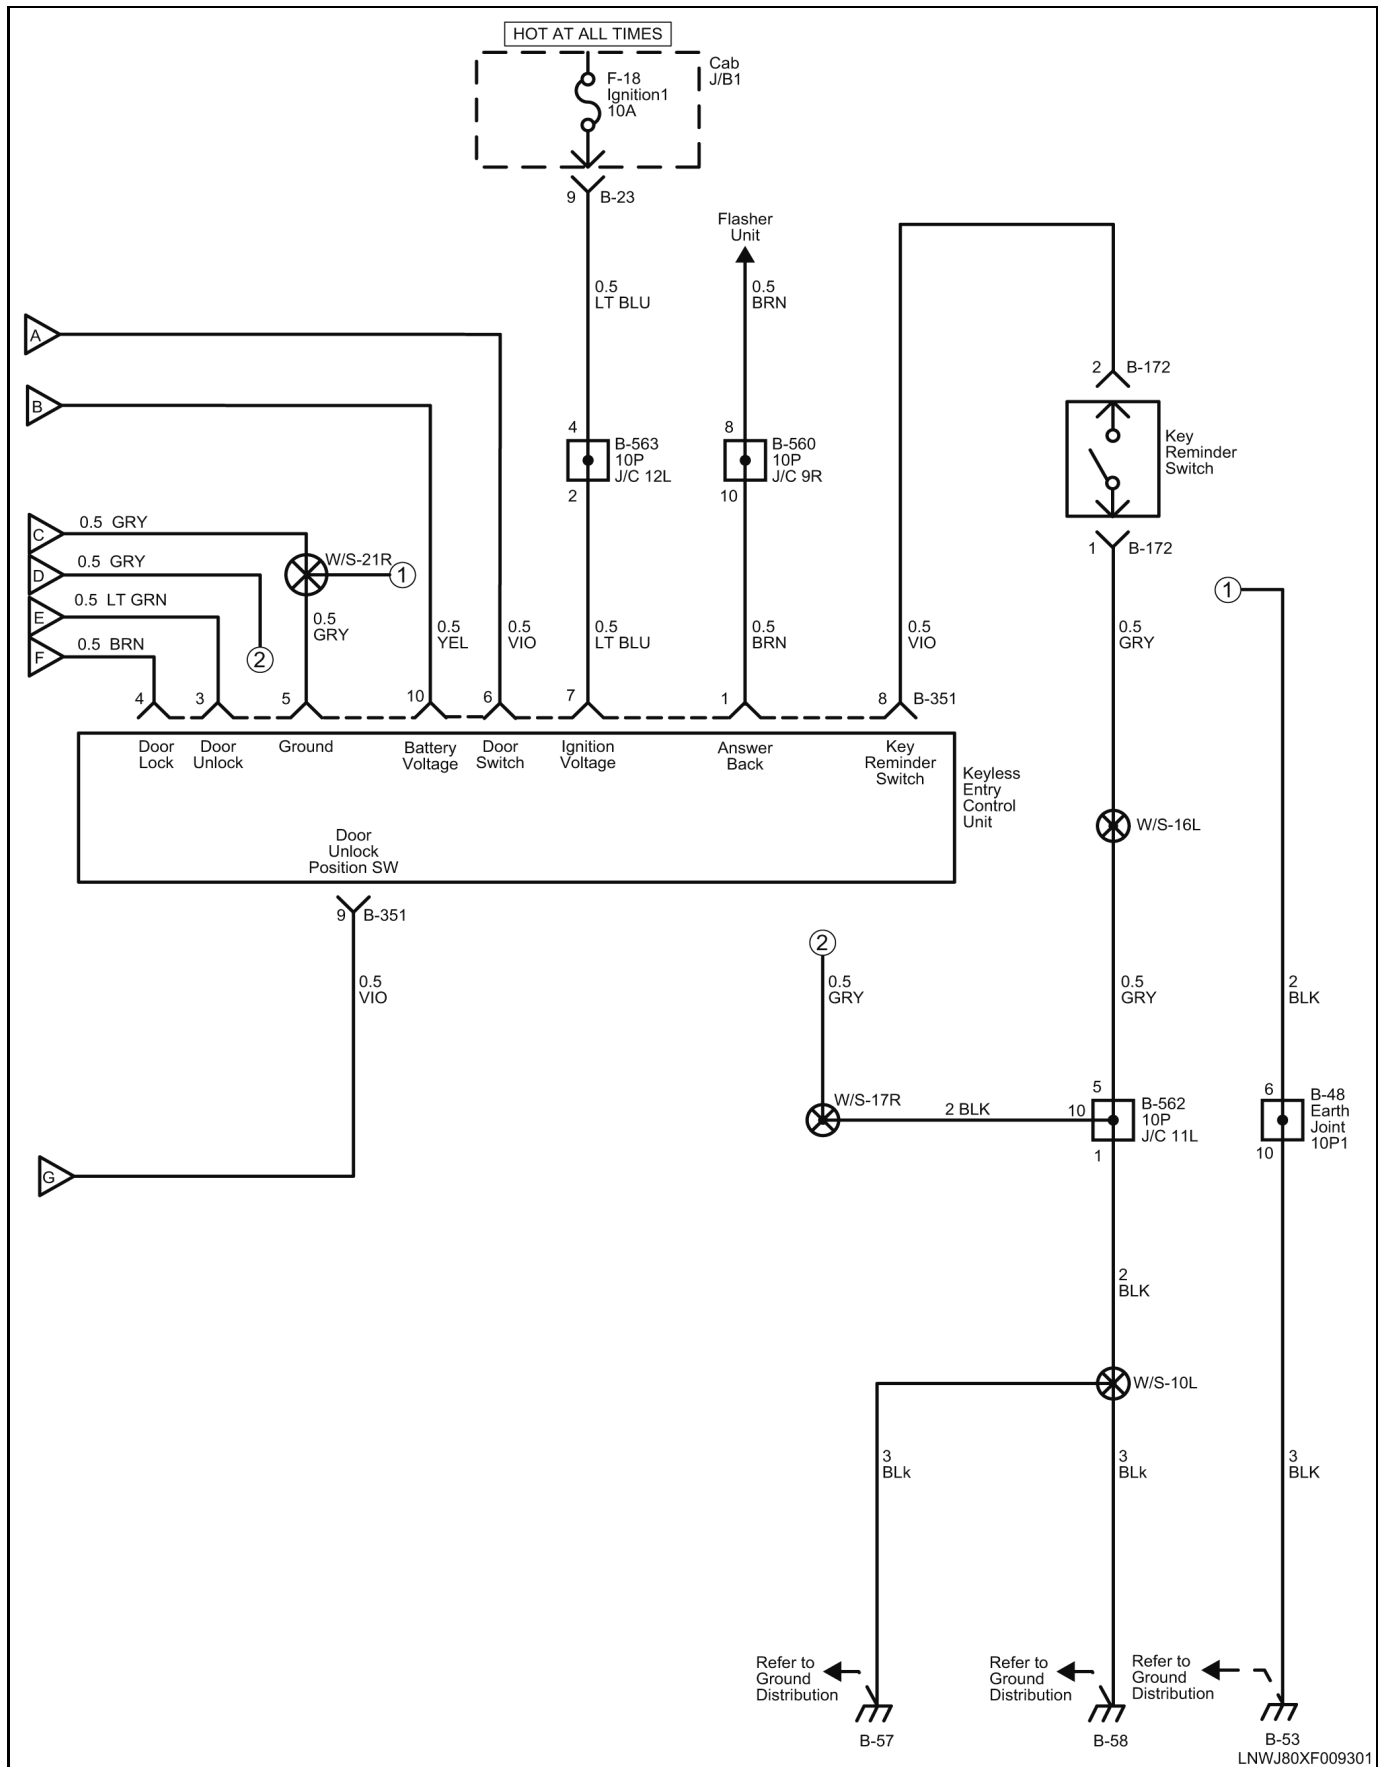 HOT AT ALL TIMES
Cab
J/B1
F-18
Ignition1
10A
9 B-23
Flasher
Unit
0.5
LT BLU
0.5
BRN
A
B
2 B-172
4
B-563
10P
J/C 12L
2
8
B-560
10P
J/C 9R
10
Key
Reminder
Switch
1 B-172
C 0.5 GRY
D 0.5 GRY
E 0.5 LT GRN
F 0.5 BRN
W/S-21R
1
2
1
0.5
GRY
0.5
YEL
0.5
VIO
0.5
LT BLU
0.5
BRN
0.5
VIO
0.5
GRY
4 3 5 10 6 7 1 8 B-351
Door
Lock
Door
Unlock
Ground
Battery
Voltage
Door
Switch
Ignition
Voltage
Answer
Back
Key
Reminder
Switch
Keyless
Entry
Control
Unit
Door
Unlock
Position SW
W/S-16L
9 B-351
0.5
VIO
2
0.5
GRY
0.5
GRY
2
BLK
W/S-17R
2 BLK
5
10
B-562
10P
J/C 11L
1
6
B-48
Earth
Joint
10P1
10
G
2
BLK
W/S-10L
3
BLk
3
BLk
3
BLK
Refer to
Ground
Distribution
Refer to
Ground
Distribution
Refer to
Ground
Distribution
B-57
B-58
B-53
LNWJ80XF009301